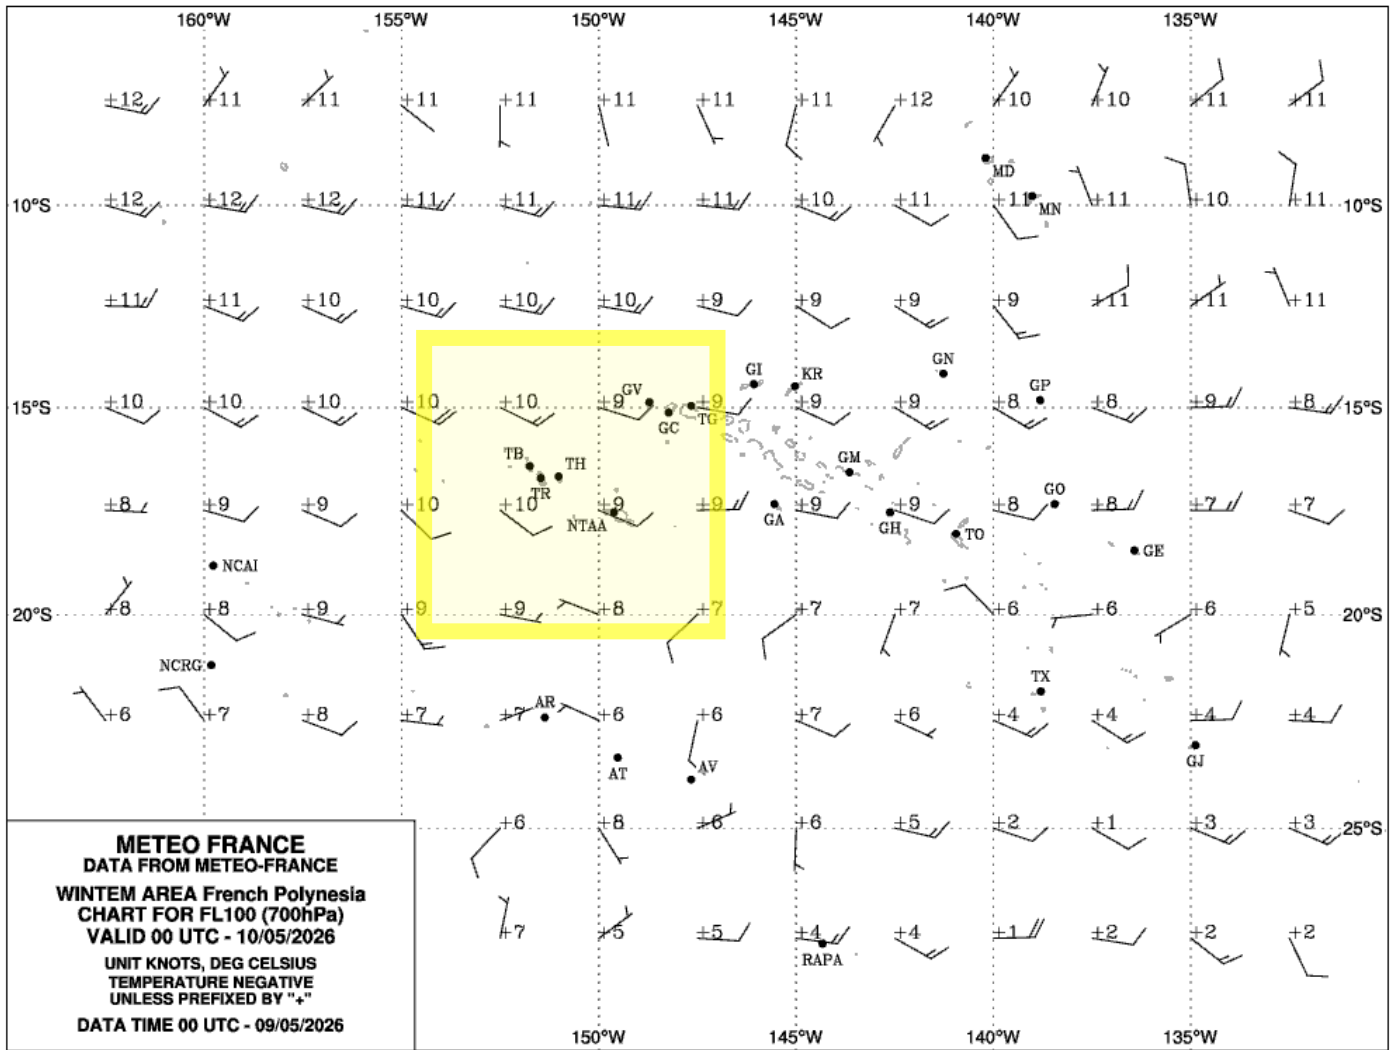 160°W 155°W 150°W 145°W 140°W 135°W
+12 +11 +11 +11 +11 +11 +11 +11 +12 +10 +10 +11 +11
MD
10°S +12 +12 +12 +11 +11 +11 +11 +10 +11 +11 +11 +10 +11 10°S
MN
+11 +11 +10 +10 +10 +10 +9 +9 +9 +9 +11 +11 +11
GI KR GN
GV GP
15°S +10 +10 +10 +10 +10 +9 +9 +9 +9 +8 +8 +9 +8 15°S
GC TG
TB TH GM
TR GO
+8 +9 +9 +10 +10 +9 +9 +9 +9 +8 +8 +7 +7
NTAA GA GH TO
GE
NCAI
20°S +8 +8 +9 +9 +9 +8 +7 +7 +7 +6 +6 +6 +5 20°S
NCRG
TX
AR
+6 +7 +8 +7 +7 +6 +6 +7 +6 +4 +4 +4 +4
AT AV GJ
+6 +8 +6 +6 +5 +2 +1 +3 +3 25°S
+7 +5 +5 +4 +4 +1 +2 +2 +2
RAPA
METEO FRANCE
DATA FROM METEO-FRANCE
WINTEM AREA French Polynesia
CHART FOR FL100 (700hPa)
VALID 00 UTC - 10/05/2026
UNIT KNOTS, DEG CELSIUS
TEMPERATURE NEGATIVE
UNLESS PREFIXED BY "+"
DATA TIME 00 UTC - 09/05/2026
150°W 145°W 140°W 135°W